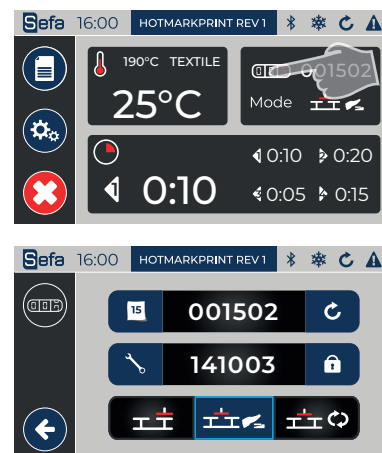 Sefa 16:00 HOTMARKPRINT REV 1
190°C TEXTILE
25°C
001502
Mode
1 0:10
0:10 0:20
0:05 0:15
Sefa 16:00 HOTMARKPRINT REV 1
15 001502
141003